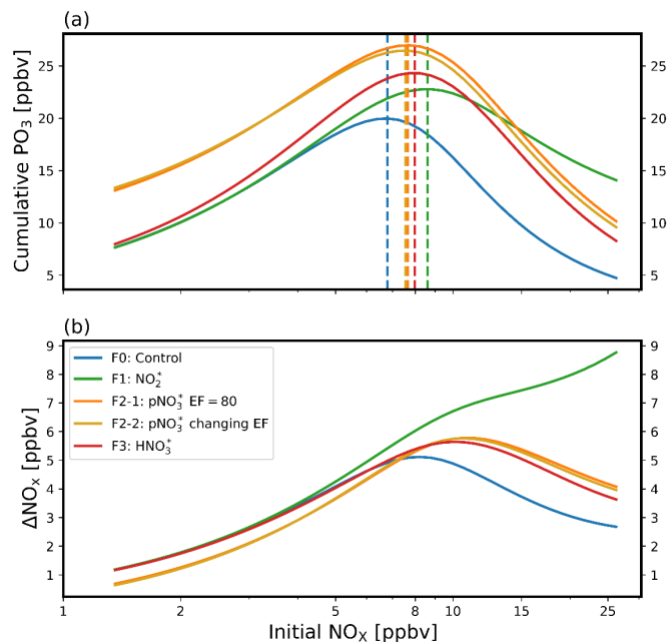 (a)
25
20
15
10
5
Cumulative PO₃ [ppbv]
25
20
15
10
5
(b)
9
8
7
6
5
4
3
2
1
ΔNOₓ [ppbv]
F0: Control
F1: NO₂*
F2-1: pNO₃* EF = 80
F2-2: pNO₃* changing EF
F3: HNO₃*
9
8
7
6
5
4
3
2
1
1 2 5 8 10 15 25
Initial NOₓ [ppbv]